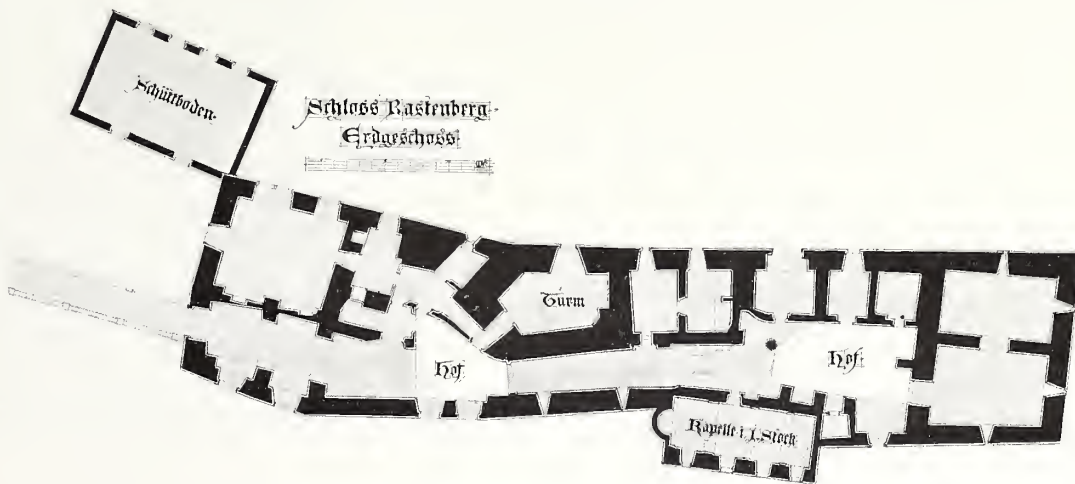 Schüttboden.
Schloss Rastenberg.
Erdgeschoss.
Turm
Hof.
Hof.
Kapelle i. I. Stock